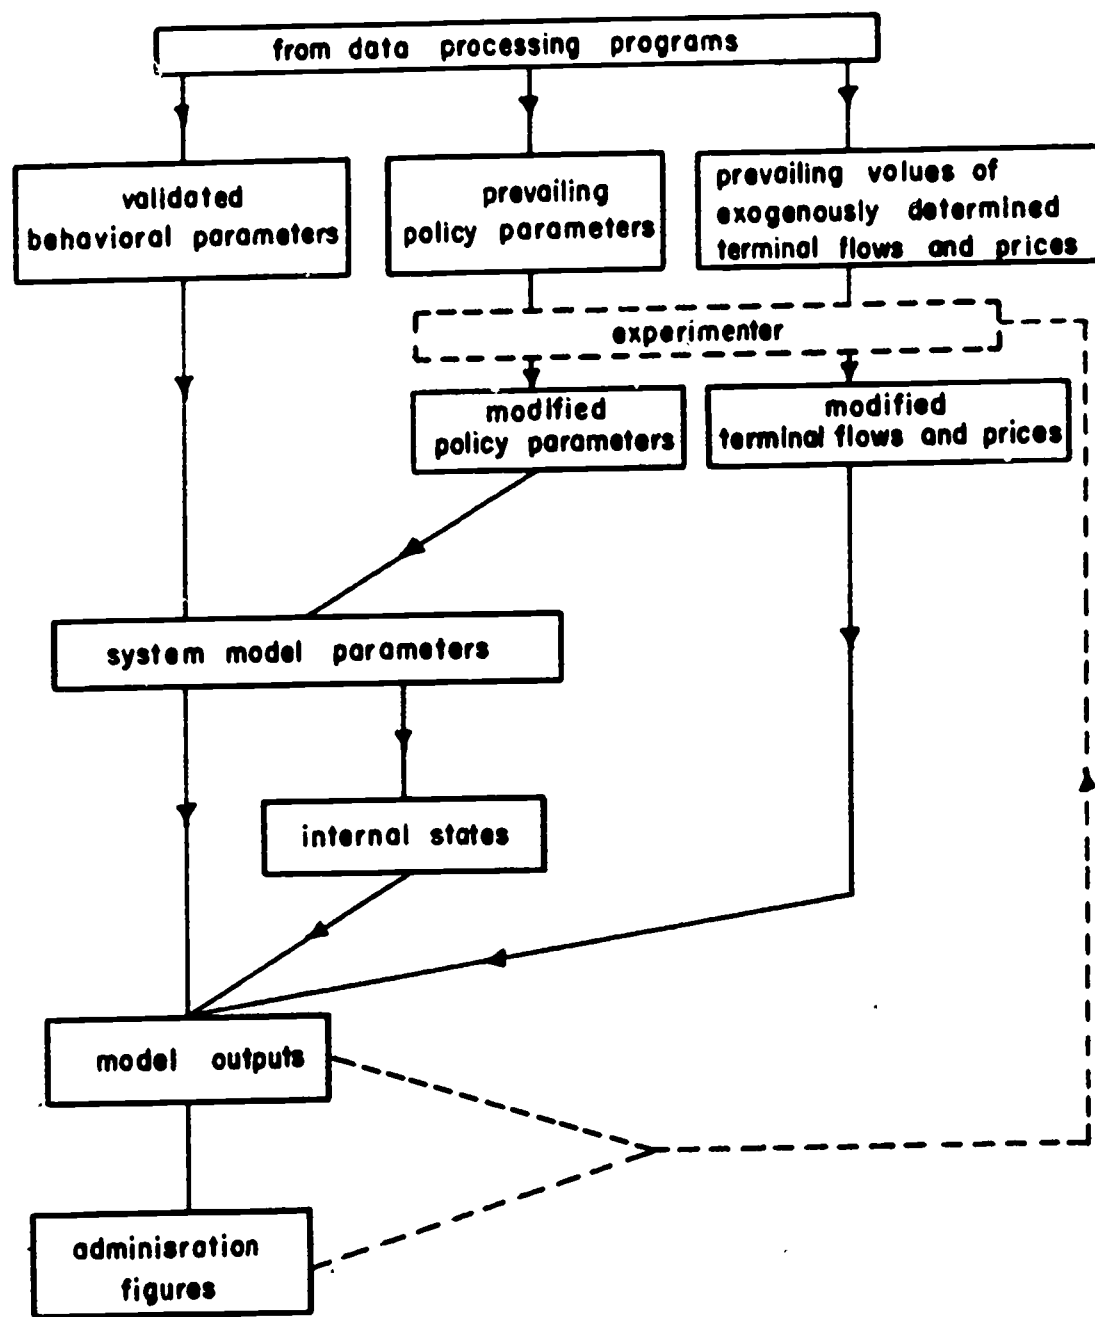 from data processing programs
validated
behavioral parameters
prevailing
policy parameters
prevailing values of
exogenously determined
terminal flows and prices
experimenter
modified
policy parameters
modified
terminal flows and prices
system model parameters
internal states
model outputs
adminisration
figures